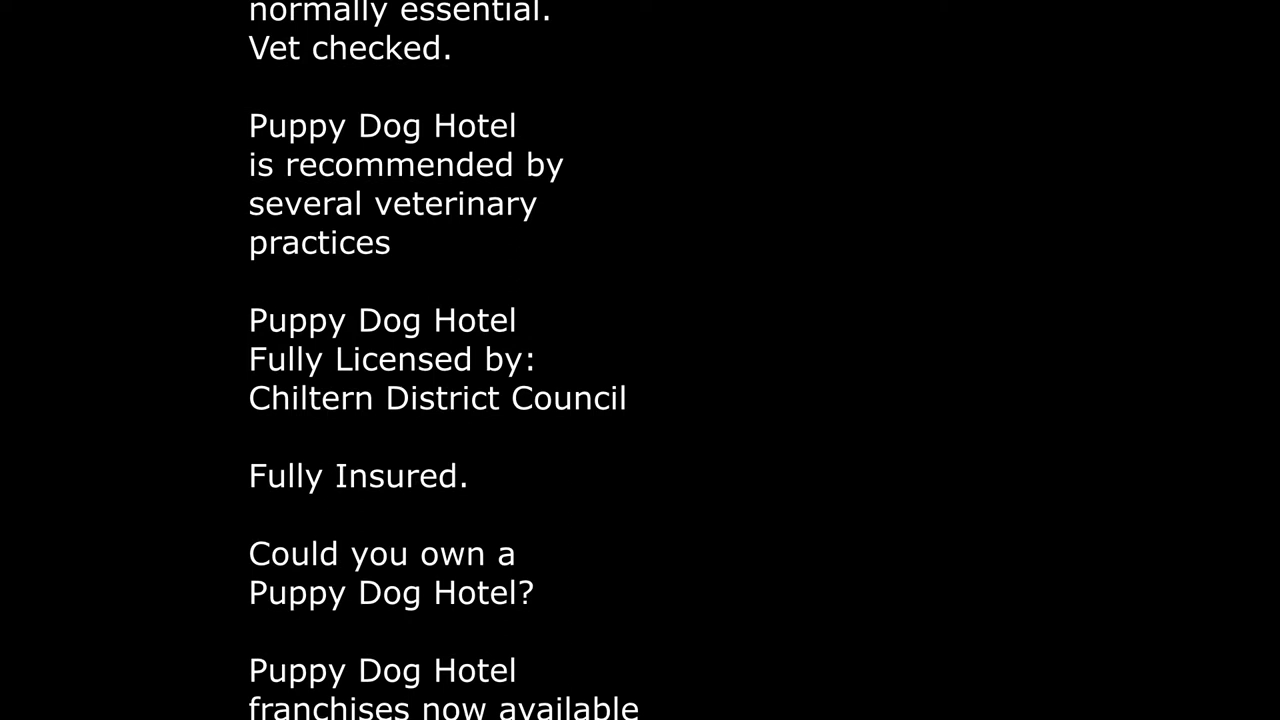 normally essential.
Vet checked.
Puppy Dog Hotel
is recommended by
several veterinary
practices
Puppy Dog Hotel
Fully Licensed by:
Chiltern District Council
Fully Insured.
Could you own a
Puppy Dog Hotel?
Puppy Dog Hotel
franchises now available